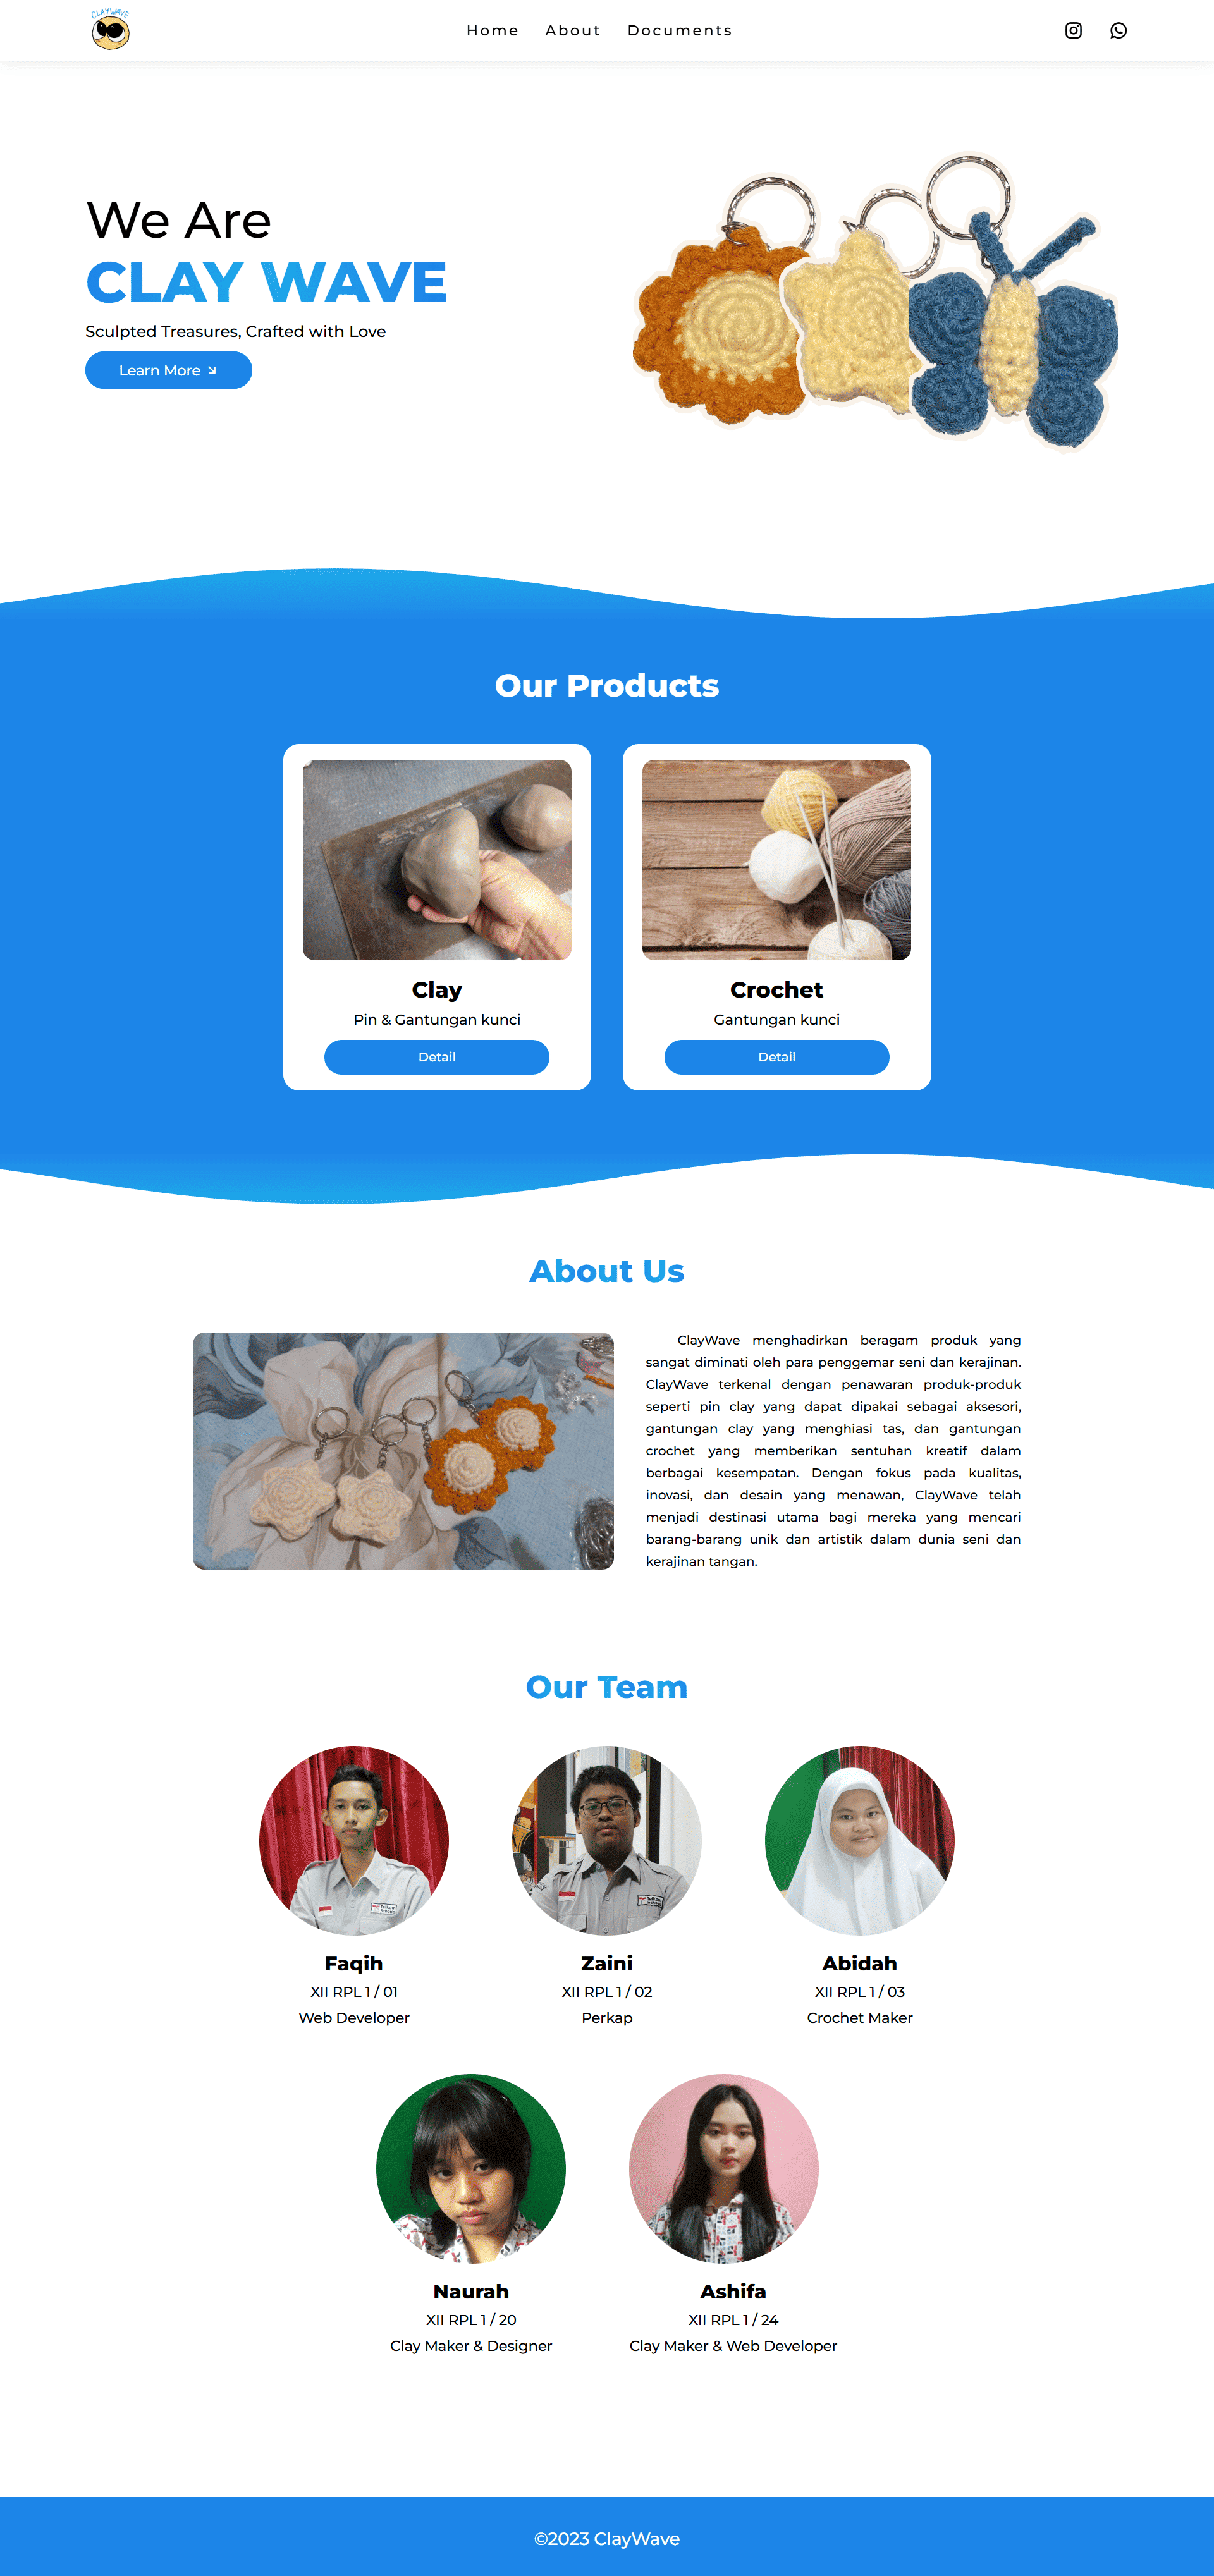 CLAYWAVE
Home About Documents
We Are
CLAY WAVE
Sculpted Treasures, Crafted with Love
Learn More
Our Products
Clay
Pin & Gantungan kunci
Detail
Crochet
Gantungan kunci
Detail
About Us
ClayWave menghadirkan beragam produk yang
sangat diminati oleh para penggemar seni dan kerajinan.
ClayWave terkenal dengan penawaran produk-produk
seperti pin clay yang dapat dipakai sebagai aksesori,
gantungan clay yang menghiasi tas, dan gantungan
crochet yang memberikan sentuhan kreatif dalam
berbagai kesempatan. Dengan fokus pada kualitas,
inovasi, dan desain yang menawan, ClayWave telah
menjadi destinasi utama bagi mereka yang mencari
barang-barang unik dan artistik dalam dunia seni dan
kerajinan tangan.
Our Team
Faqih
XII RPL 1 / 01
Web Developer
Zaini
XII RPL 1 / 02
Perkap
Abidah
XII RPL 1 / 03
Crochet Maker
Naurah
XII RPL 1 / 20
Clay Maker & Designer
Ashifa
XII RPL 1 / 24
Clay Maker & Web Developer
©2023 ClayWave